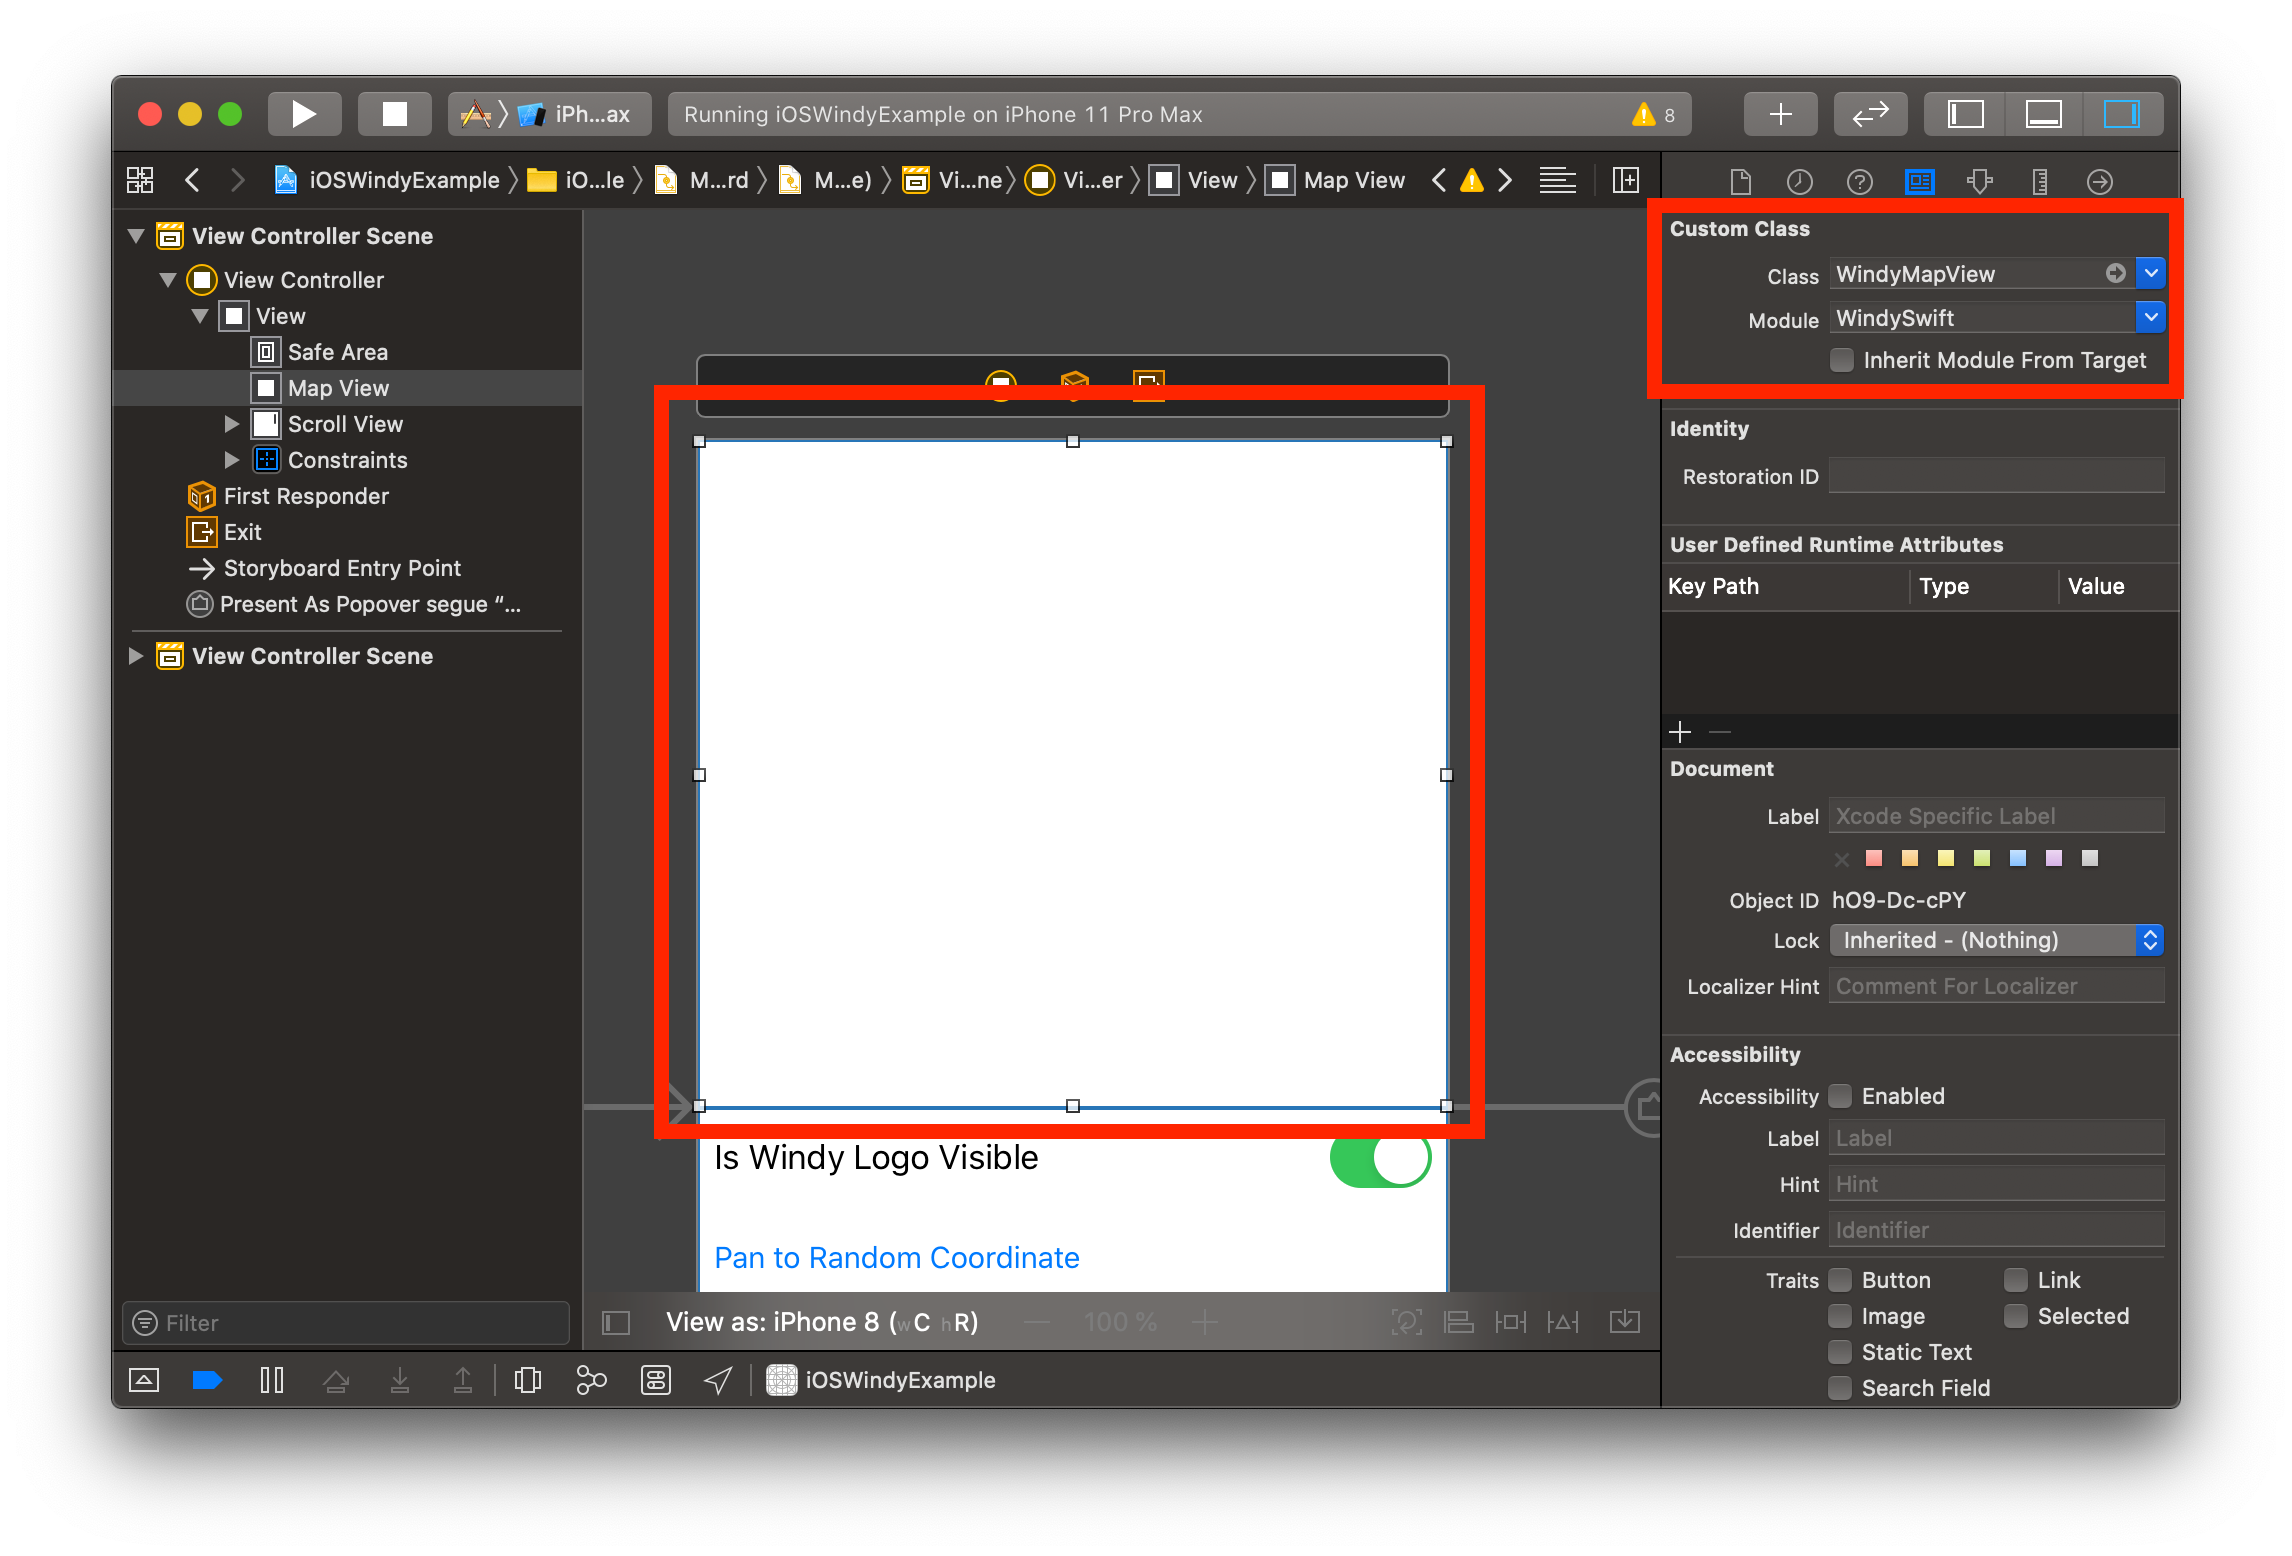 iPh...ax
Running iOSWindyExample on iPhone 11 Pro Max
8
iOSWindyExample
iO...le
M...rd
M...e)
Vi...ne
Vi...er
View
Map View
View Controller Scene
View Controller
View
Safe Area
Map View
Scroll View
Constraints
First Responder
Exit
Storyboard Entry Point
Present As Popover segue “...
View Controller Scene
Filter
Is Windy Logo Visible
Pan to Random Coordinate
View as: iPhone 8 (wC hR)
100 %
iOSWindyExample
Custom Class
Class WindyMapView
Module WindySwift
Inherit Module From Target
Identity
Restoration ID
User Defined Runtime Attributes
Key Path Type Value
Document
Label Xcode Specific Label
Object ID hO9-Dc-cPY
Lock Inherited - (Nothing)
Localizer Hint Comment For Localizer
Accessibility
Accessibility Enabled
Label Label
Hint Hint
Identifier Identifier
Traits Button Link
Image Selected
Static Text
Search Field